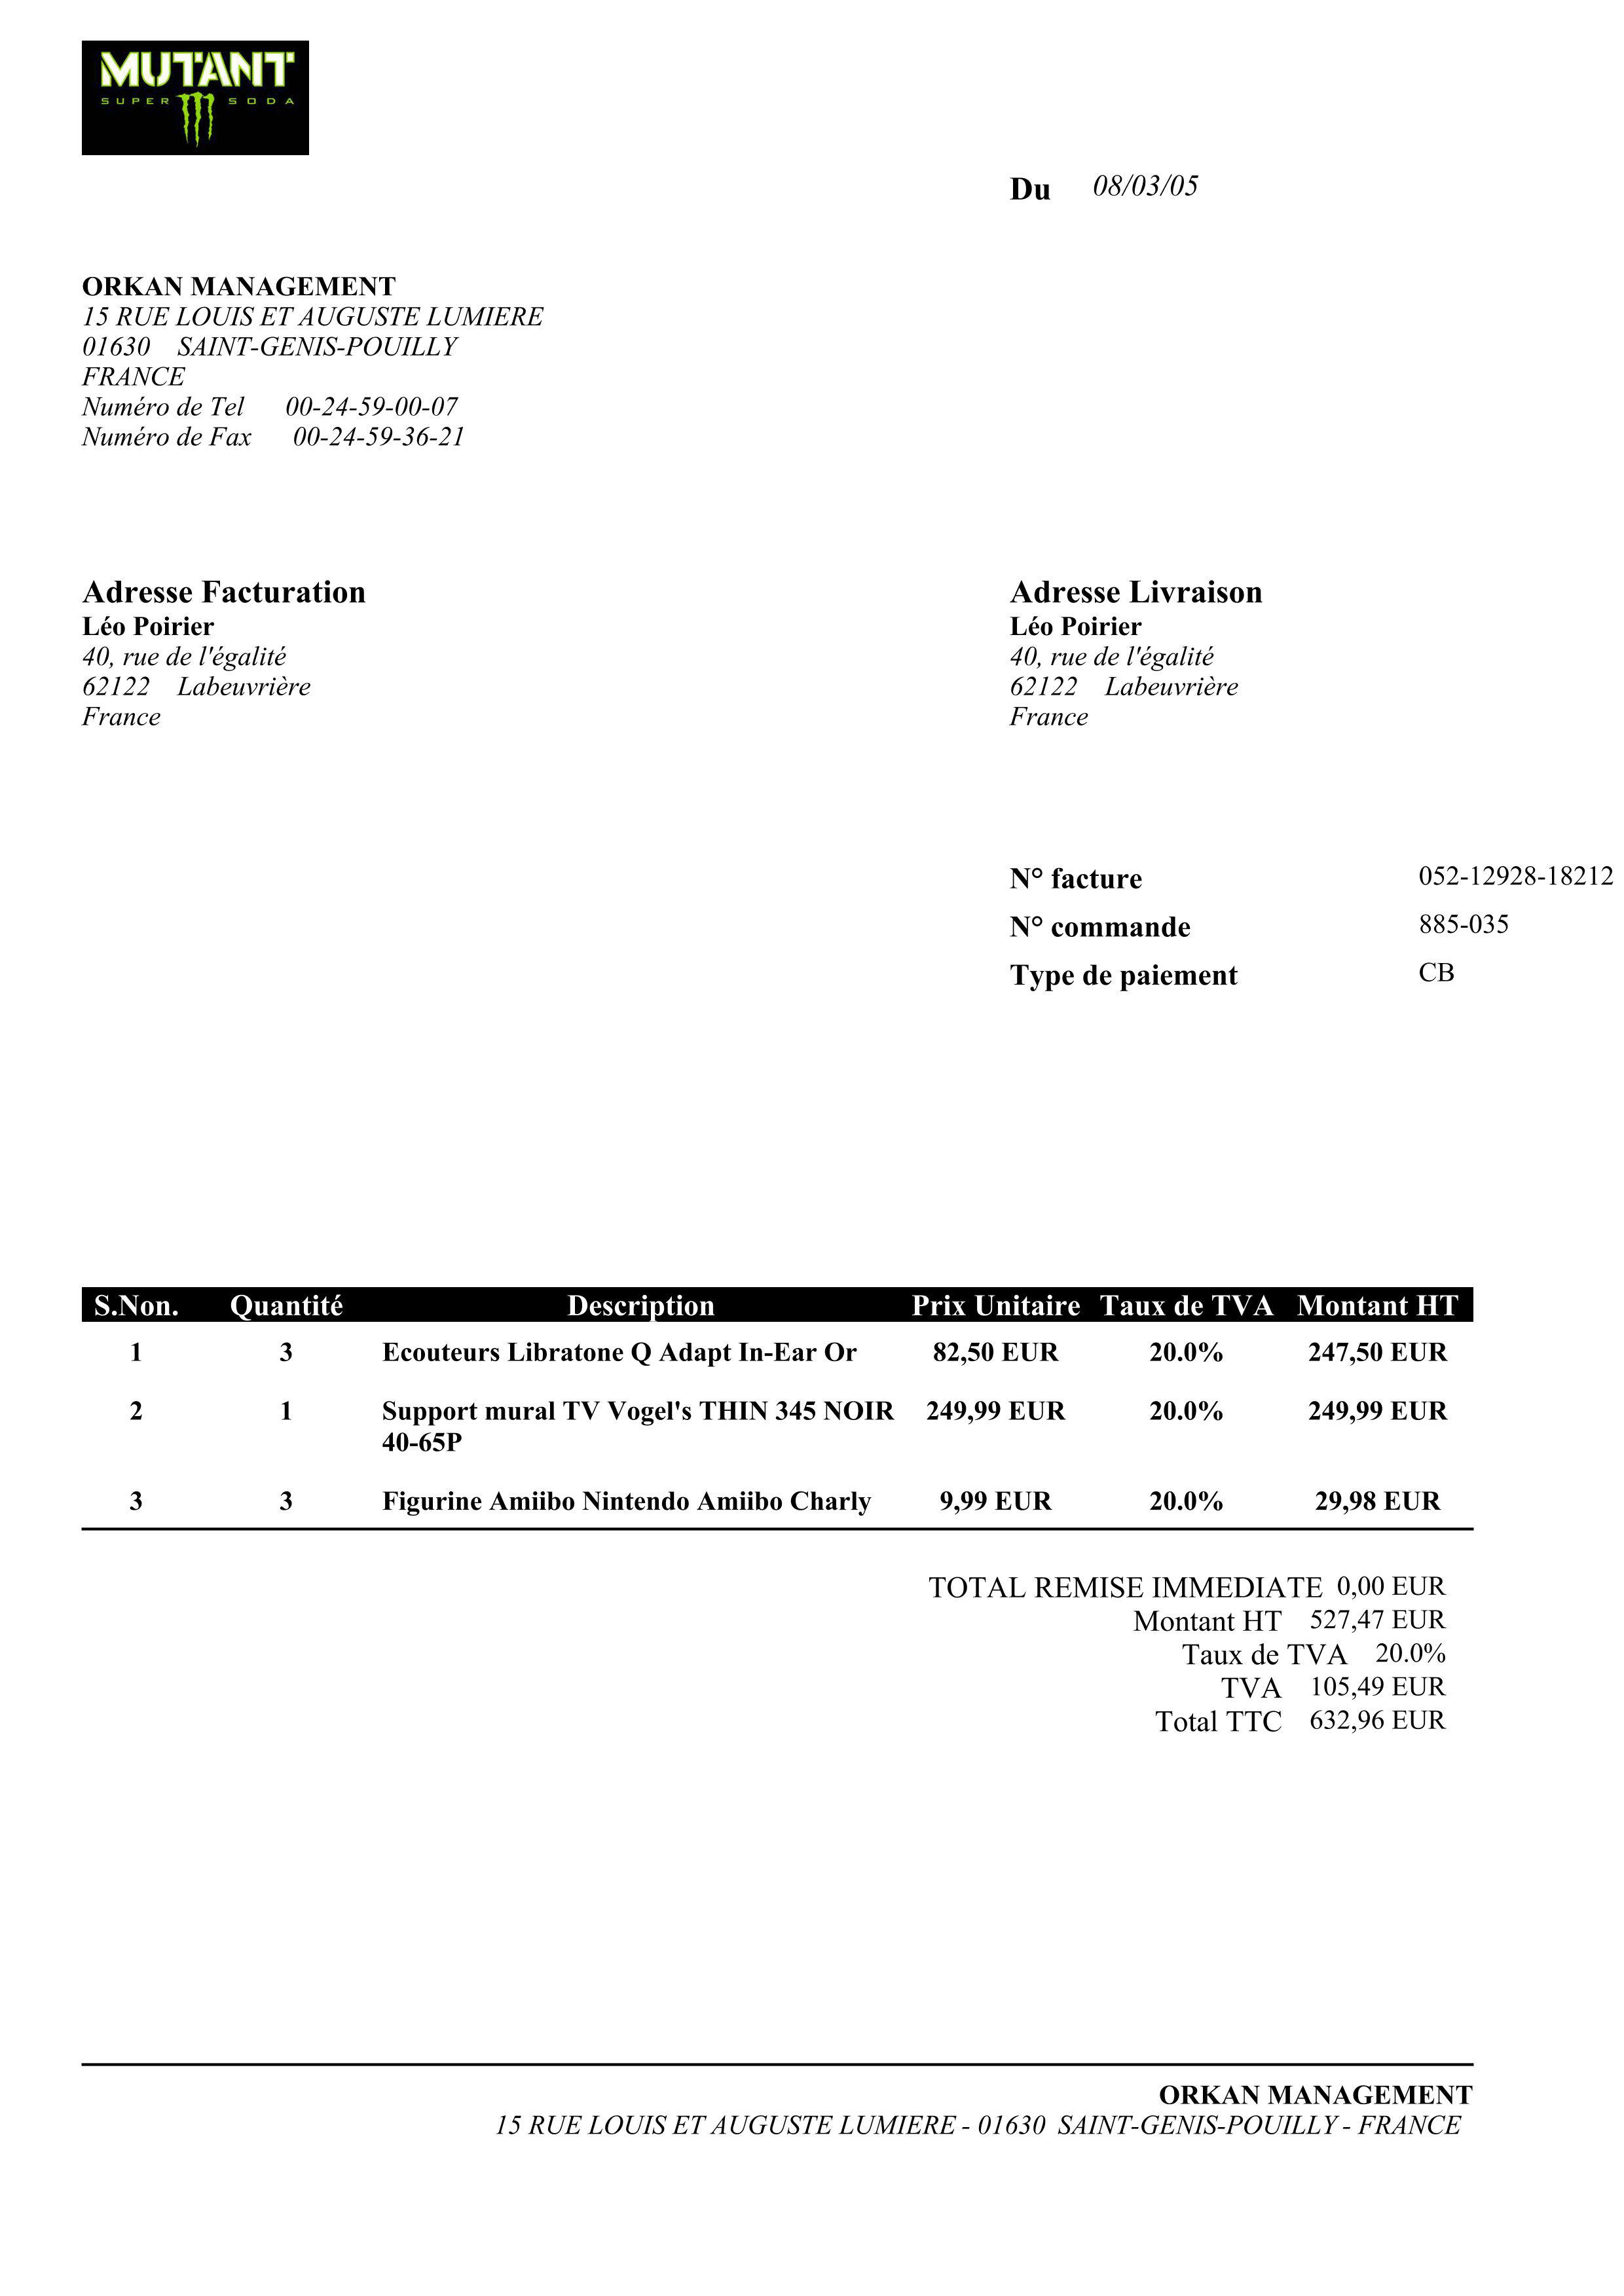 MUTANT
SUPER SODA
Du 08/03/05
ORKAN MANAGEMENT
15 RUE LOUIS ET AUGUSTE LUMIERE
01630 SAINT-GENIS-POUILLY
FRANCE
Numéro de Tel 00-24-59-00-07
Numéro de Fax 00-24-59-36-21
Adresse Facturation
Léo Poirier
40, rue de l'égalité
62122 Labeuvrière
France
Adresse Livraison
Léo Poirier
40, rue de l'égalité
62122 Labeuvrière
France
N° facture 052-12928-18212
N° commande 885-035
Type de paiement CB
S.Non. Quantité Description Prix Unitaire Taux de TVA Montant HT
1 3 Ecouteurs Libratone Q Adapt In-Ear Or 82,50 EUR 20.0% 247,50 EUR
2 1 Support mural TV Vogel's THIN 345 NOIR 249,99 EUR 20.0% 249,99 EUR
40-65P
3 3 Figurine Amiibo Nintendo Amiibo Charly 9,99 EUR 20.0% 29,98 EUR
TOTAL REMISE IMMEDIATE 0,00 EUR
Montant HT 527,47 EUR
Taux de TVA 20.0%
TVA 105,49 EUR
Total TTC 632,96 EUR
ORKAN MANAGEMENT
15 RUE LOUIS ET AUGUSTE LUMIERE - 01630 SAINT-GENIS-POUILLY - FRANCE